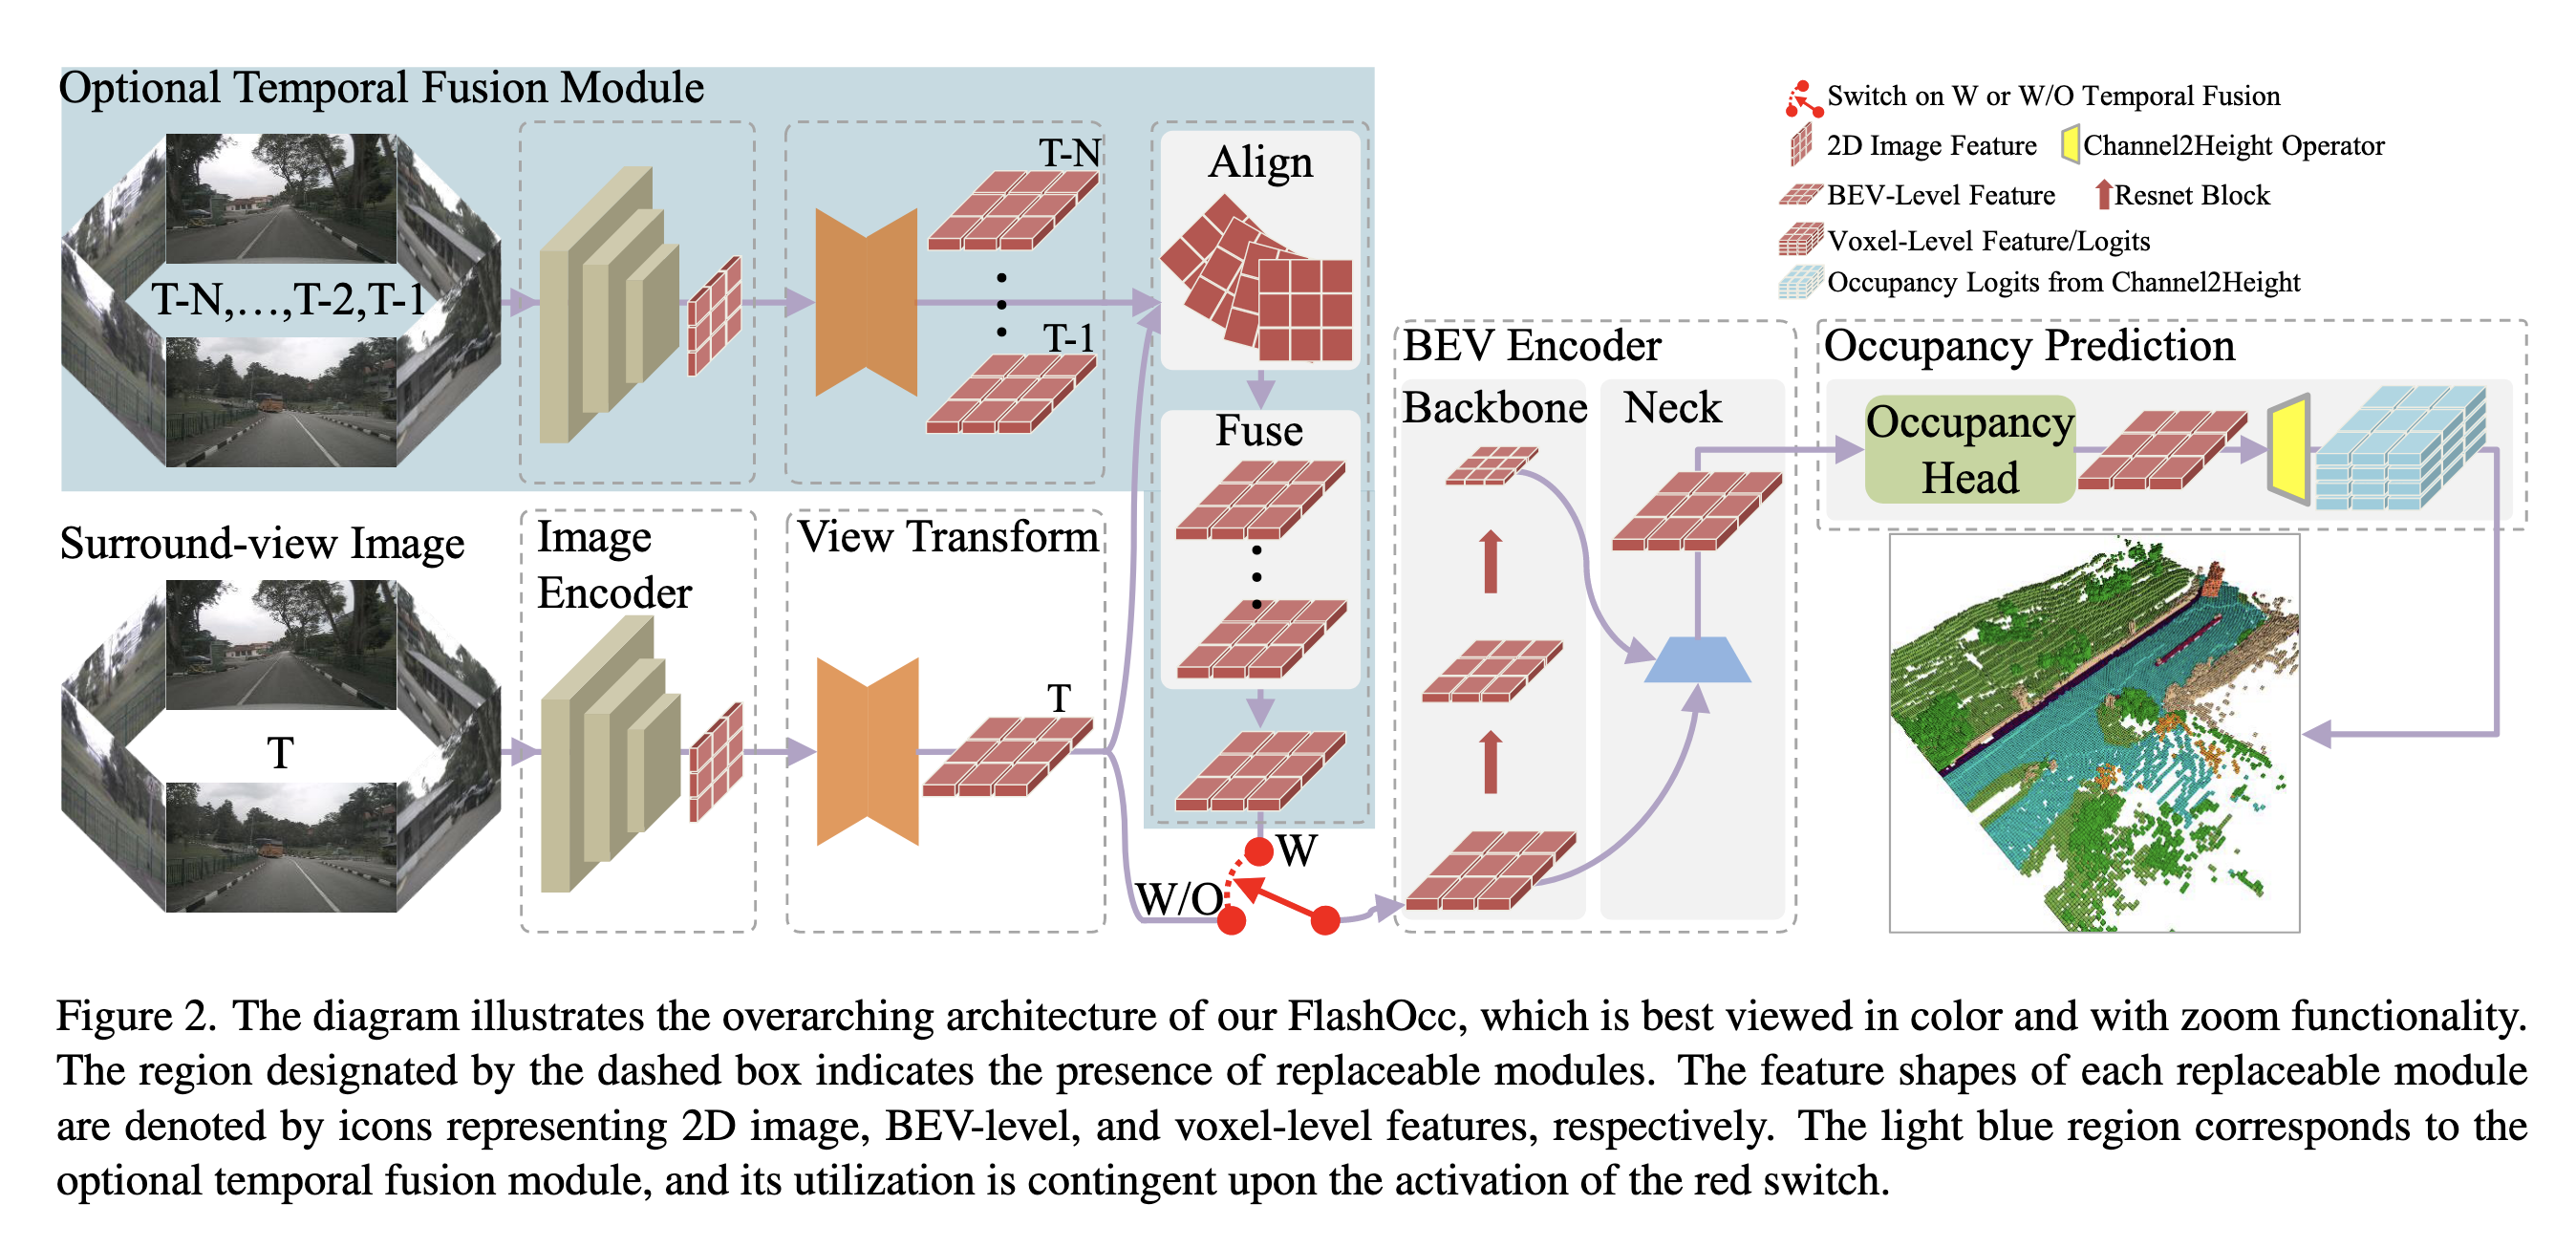 Optional Temporal Fusion Module
T-N,…,T-2,T-1
T-N
T-1
Align
Fuse
Switch on W or W/O Temporal Fusion
2D Image Feature
Channel2Height Operator
BEV-Level Feature
Resnet Block
Voxel-Level Feature/Logits
Occupancy Logits from Channel2Height
Surround-view Image
T
Image
Encoder
View Transform
T
W
W/O
BEV Encoder
Backbone
Neck
Occupancy Prediction
Occupancy
Head
Figure 2. The diagram illustrates the overarching architecture of our FlashOcc, which is best viewed in color and with zoom functionality.
The region designated by the dashed box indicates the presence of replaceable modules. The feature shapes of each replaceable module
are denoted by icons representing 2D image, BEV-level, and voxel-level features, respectively. The light blue region corresponds to the
optional temporal fusion module, and its utilization is contingent upon the activation of the red switch.